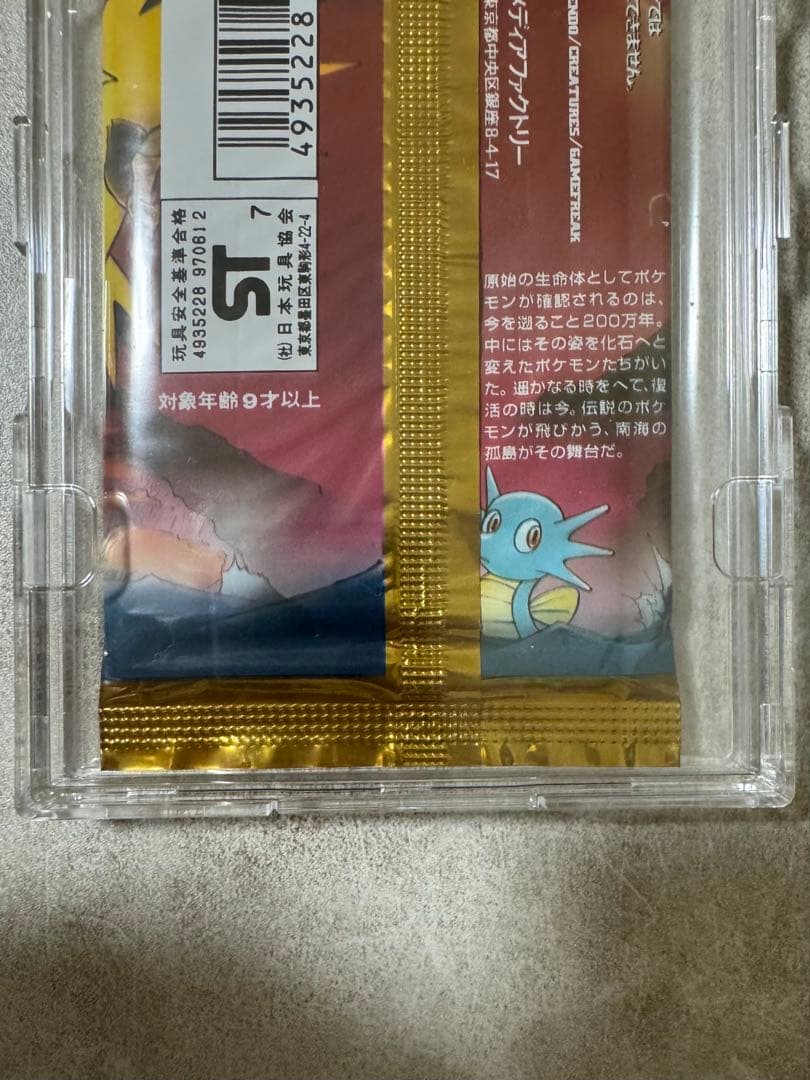 4935228
玩具安全基準合格
4935228 970812
ST
7
(社)日本玩具協会
東京都墨田区東駒形4-22-4
対象年齢9才以上
ません。
/CREATURES/GAMEFREAK
メディアファクトリー
東京都中央区銀座8-4-17
原始の生命体としてポケ
モンが確認されるのは、
今を遡ること200万年。
中にはその姿を化石へと
変えたポケモンたちがい
た。遥かなる時をへて、復
活の時は今。伝説のポケ
モンが飛びかう、南海の
孤島がその舞台だ。